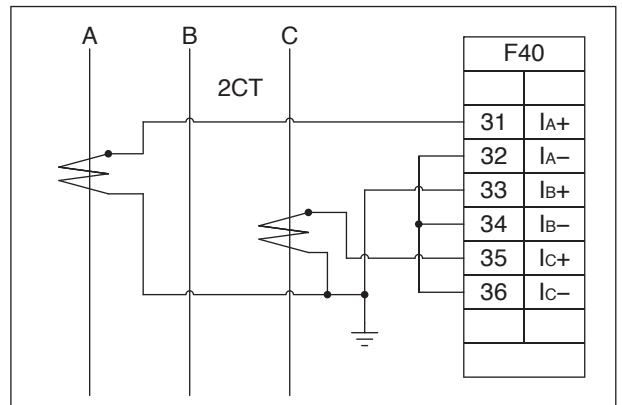 A B C
2CT
F40
31 IA+
32 IA–
33 IB+
34 IB–
35 IC+
36 IC–